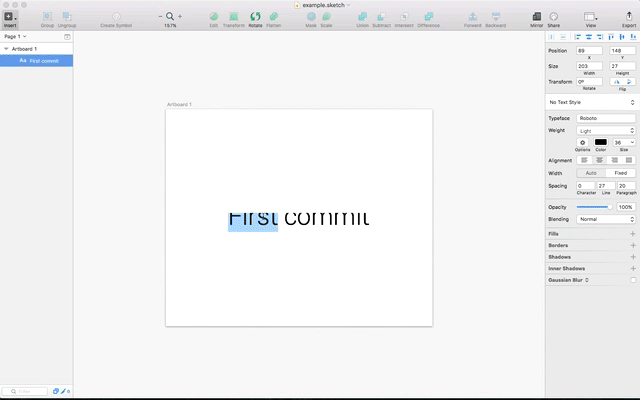 example.sketch
Insert Group Ungroup Create Symbol 157% Edit Transform Rotate Flatten Mask Scale Union Subtract Intersect Difference Forward Backward Mirror Share View Export
Page 1
Artboard 1
Aa First commit
Artboard 1
First commit
Position 89 148
X Y
Size 203 27
Width Height
Transform 0º
Rotate Flip
No Text Style
Typeface Roboto
Weight Light
36
Options Color Size
Alignment
Width Auto Fixed
Spacing 0 27 20
Character Line Paragraph
Opacity 100%
Blending Normal
Fills
Borders
Shadows
Inner Shadows
Gaussian Blur